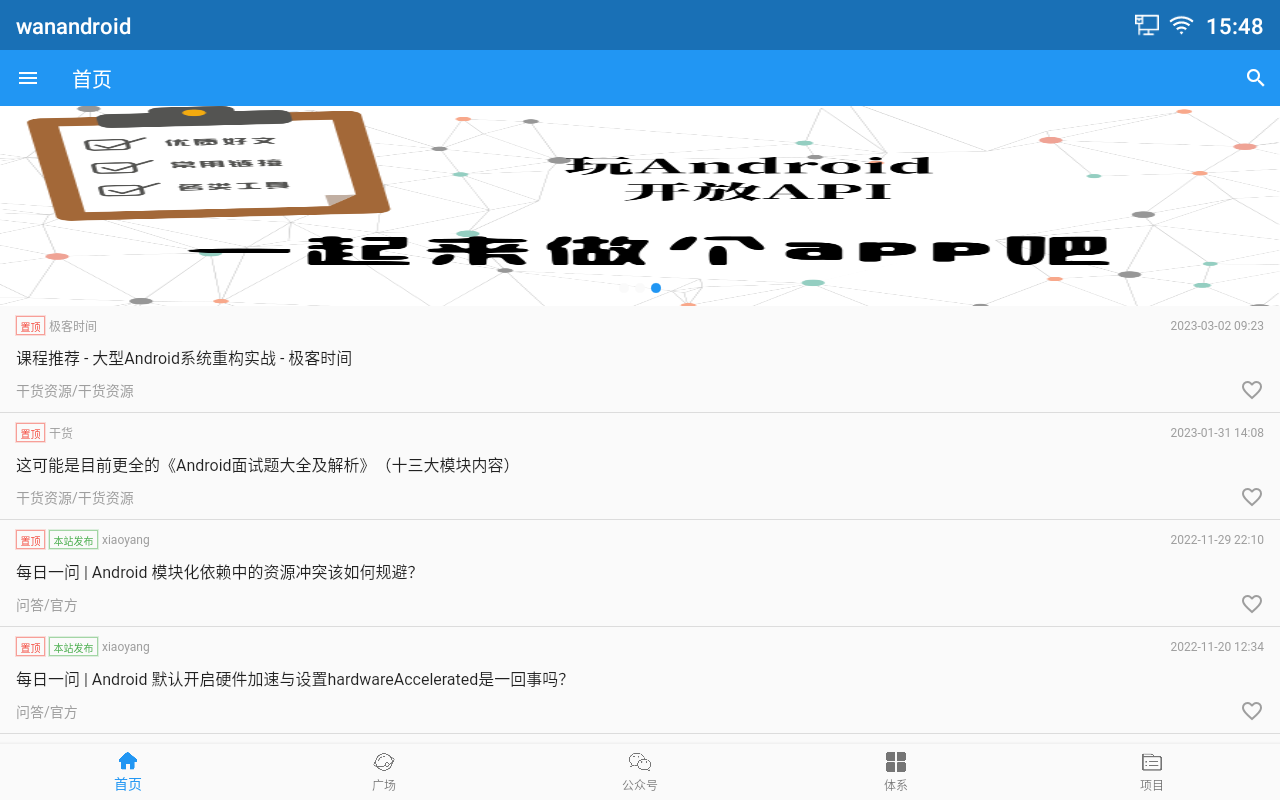 wanandroid
15:48
首页
优质好文
常用链接
各类工具
玩Android
开放API
一起来做个app吧
置顶 极客时间 2023-03-02 09:23
课程推荐 - 大型Android系统重构实战 - 极客时间
干货资源/干货资源
置顶 干货 2023-01-31 14:08
这可能是目前更全的《Android面试题大全及解析》（十三大模块内容）
干货资源/干货资源
置顶 本站发布 xiaoyang 2022-11-29 22:10
每日一问 | Android 模块化依赖中的资源冲突该如何规避？
问答/官方
置顶 本站发布 xiaoyang 2022-11-20 12:34
每日一问 | Android 默认开启硬件加速与设置hardwareAccelerated是一回事吗？
问答/官方
首页 广场 公众号 体系 项目